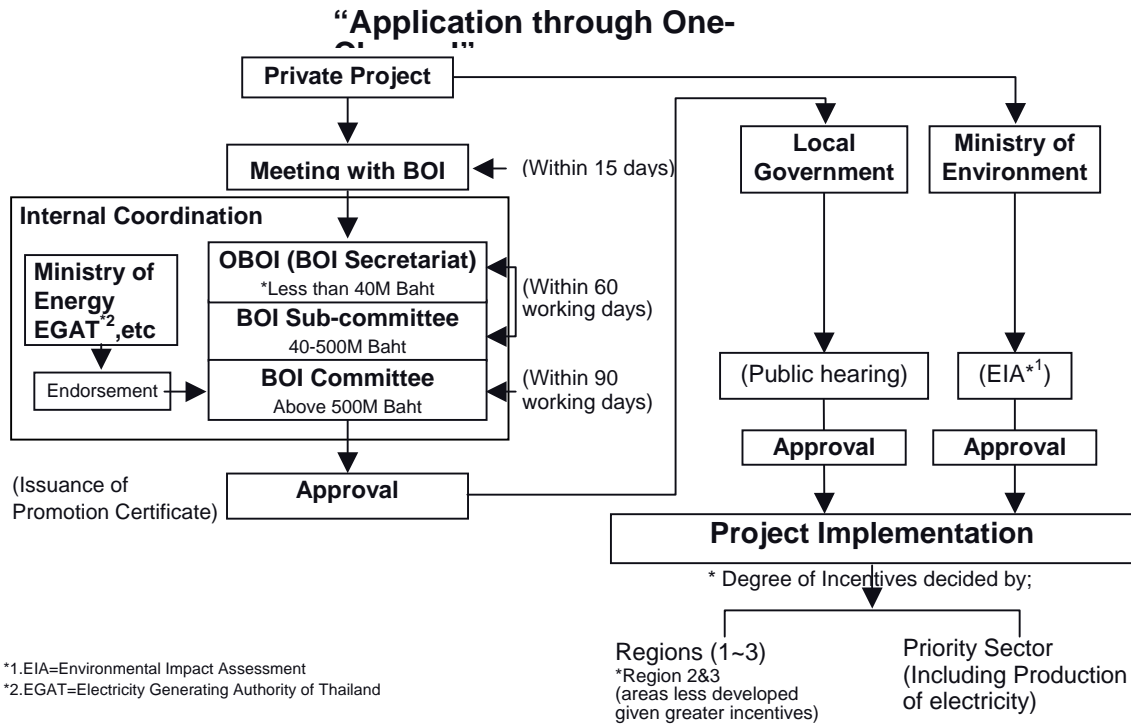 “Application through One-
Private Project
Meeting with BOI
(Within 15 days)
Local
Government
Ministry of
Environment
Internal Coordination
Ministry of
Energy
EGAT*2,etc
Endorsement
OBOI (BOI Secretariat)
*Less than 40M Baht
BOI Sub-committee
40-500M Baht
BOI Committee
Above 500M Baht
(Within 60
working days)
(Within 90
working days)
(Public hearing)
(EIA*1)
Approval
Approval
(Issuance of
Promotion Certificate)
Approval
Project Implementation
* Degree of Incentives decided by;
Regions (1~3)
*Region 2&3
(areas less developed
given greater incentives)
Priority Sector
(Including Production
of electricity)
*1.EIA=Environmental Impact Assessment
*2.EGAT=Electricity Generating Authority of Thailand